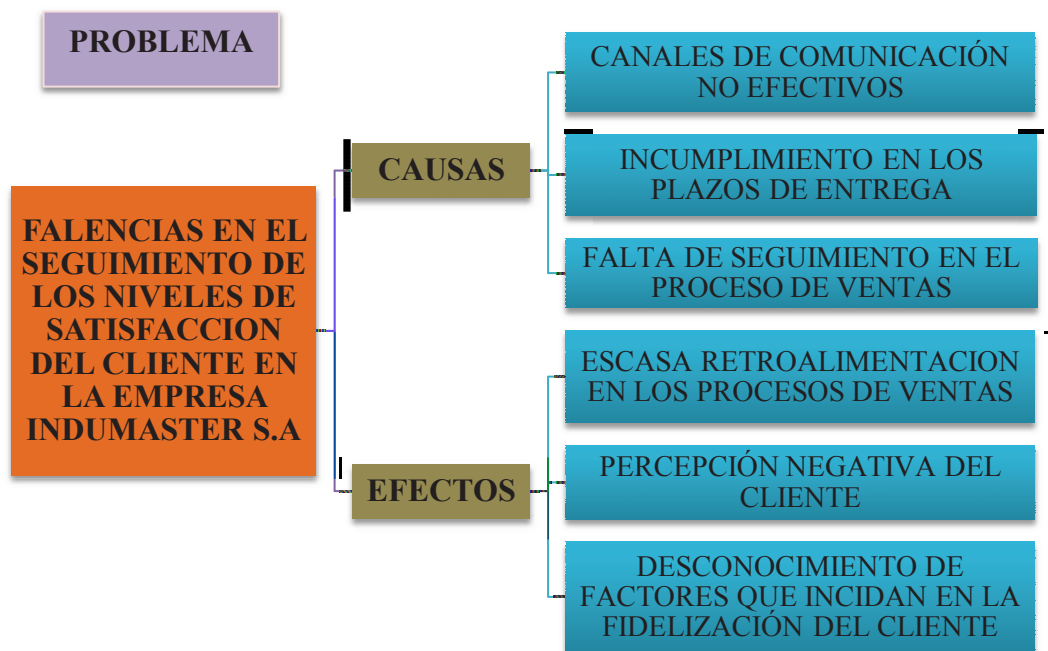 PROBLEMA
FALENCIAS EN EL
SEGUIMIENTO DE
LOS NIVELES DE
SATISFACCION
DEL CLIENTE EN
LA EMPRESA
INDUMASTER S.A
CAUSAS
CANALES DE COMUNICACIÓN
NO EFECTIVOS
INCUMPLIMIENTO EN LOS
PLAZOS DE ENTREGA
FALTA DE SEGUIMIENTO EN EL
PROCESO DE VENTAS
EFECTOS
ESCASA RETROALIMENTACION
EN LOS PROCESOS DE VENTAS
PERCEPCIÓN NEGATIVA DEL
CLIENTE
DESCONOCIMIENTO DE
FACTORES QUE INCIDAN EN LA
FIDELIZACIÓN DEL CLIENTE